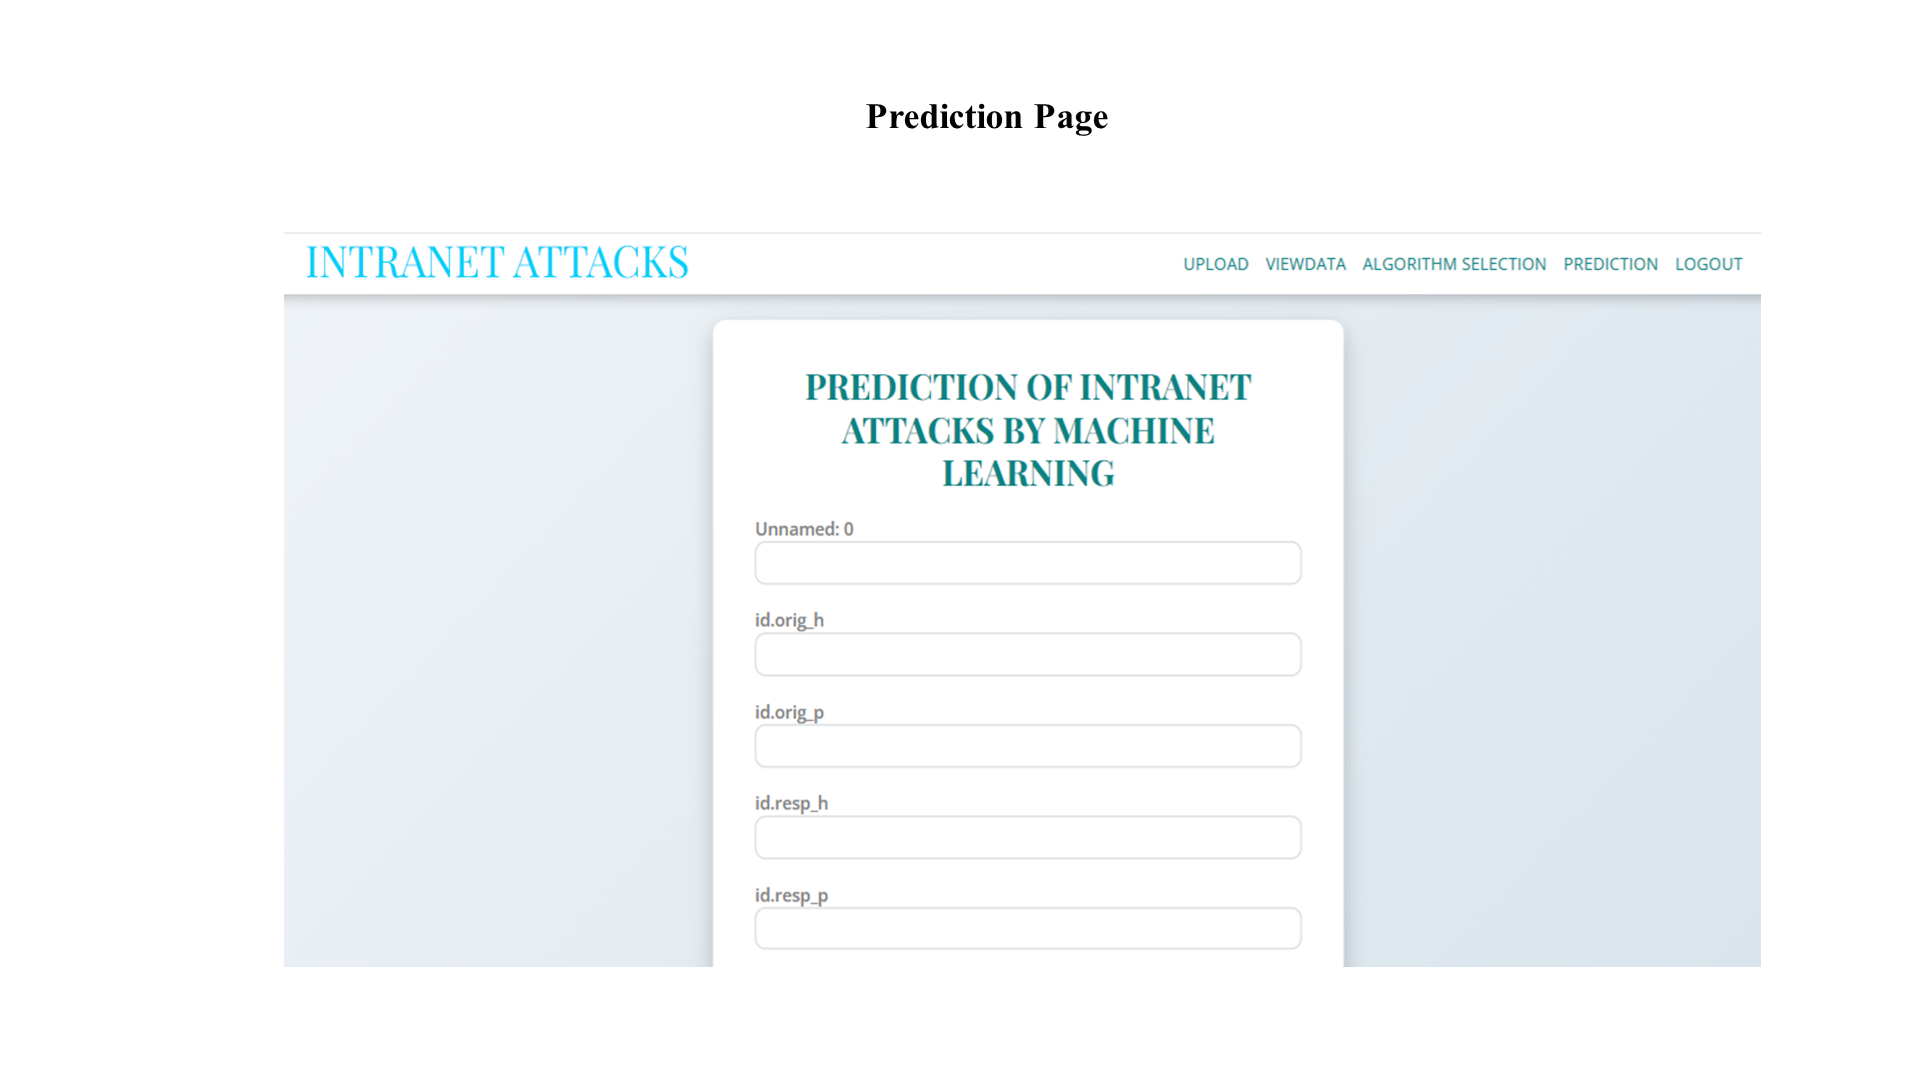 Prediction Page
INTRANET ATTACKS
UPLOAD VIEWDATA ALGORITHM SELECTION PREDICTION LOGOUT
PREDICTION OF INTRANET
ATTACKS BY MACHINE
LEARNING
Unnamed: 0
id.orig_h
id.orig_p
id.resp_h
id.resp_p